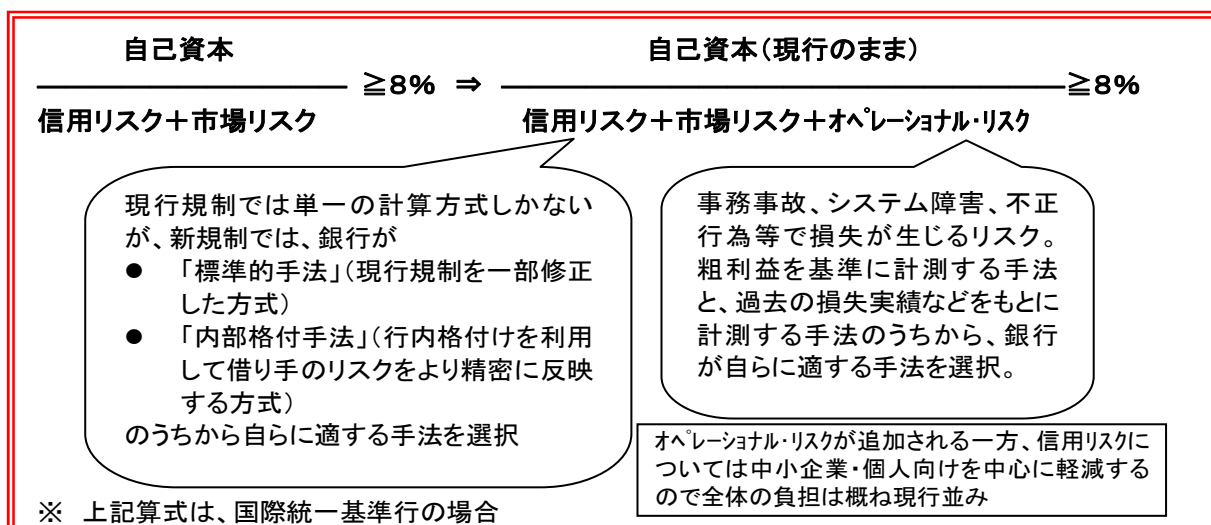 自己資本　自己資本(現行のまま)
≧8% ⇒ ≧8%
信用リスク+市場リスク　信用リスク+市場リスク+オペレーショナル・リスク
現行規制では単一の計算方式しかない
が、新規制では、銀行が
● 「標準的手法」(現行規制を一部修正
した方式)
● 「内部格付手法」(行内格付けを利用
して借り手のリスクをより精密に反映
する方式)
のうちから自らに適する手法を選択
事務事故、システム障害、不正
行為等で損失が生じるリスク。
粗利益を基準に計測する手法
と、過去の損失実績などをもとに
計測する手法のうちから、銀行
が自らに適する手法を選択。
オペレーショナル・リスクが追加される一方、信用リスクに
ついては中小企業・個人向けを中心に軽減する
ので全体の負担は概ね現行並み
※ 上記算式は、国際統一基準行の場合